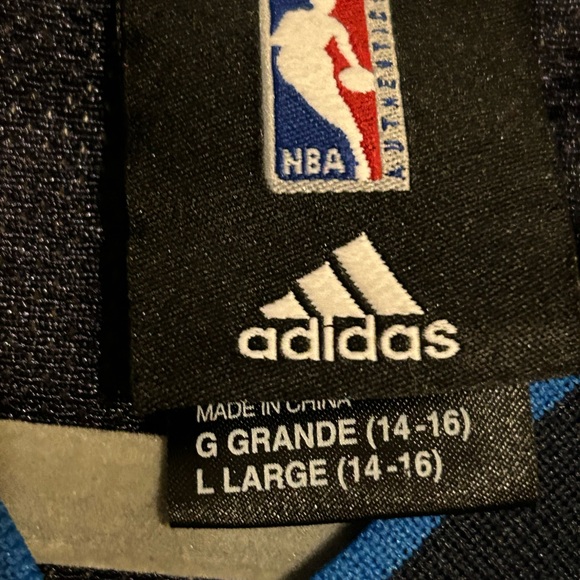 NBA
AUTHENTICS
adidas
MADE IN CHINA
G GRANDE (14-16)
L LARGE (14-16)